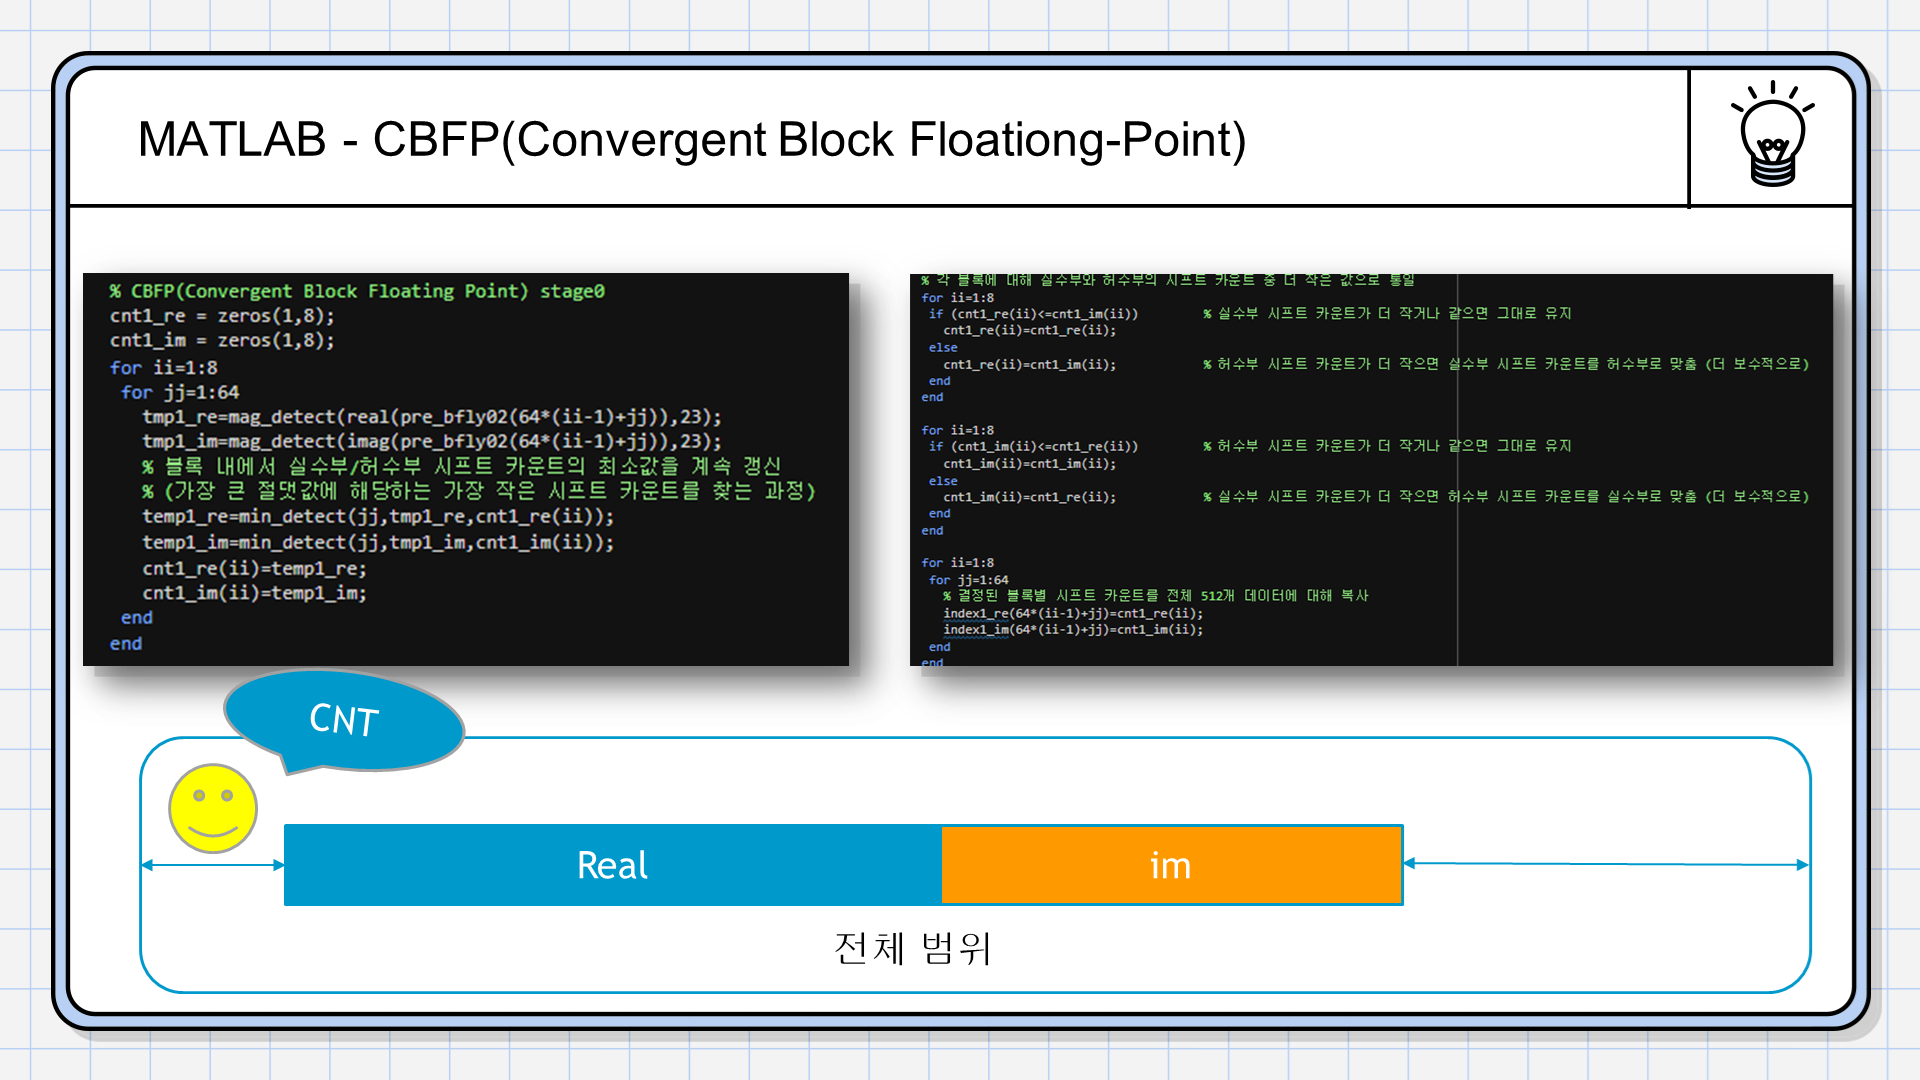 MATLAB - CBFP(Convergent Block Floationg-Point)
% CBFP(Convergent Block Floating Point) stage0
cnt1_re = zeros(1,8);
cnt1_im = zeros(1,8);
for ii=1:8
for jj=1:64
tmp1_re=mag_detect(real(pre_bfly02(64*(ii-1)+jj)),23);
tmp1_im=mag_detect(imag(pre_bfly02(64*(ii-1)+jj)),23);
% 블록 내에서 실수부/허수부 시프트 카운트의 최소값을 계속 갱신
% (가장 큰 절댓값에 해당하는 가장 작은 시프트 카운트를 찾는 과정)
temp1_re=min_detect(jj,tmp1_re,cnt1_re(ii));
temp1_im=min_detect(jj,tmp1_im,cnt1_im(ii));
cnt1_re(ii)=temp1_re;
cnt1_im(ii)=temp1_im;
end
end
% 각 블록에 대해 실수부와 허수부의 시프트 카운트 중 더 작은 값으로 통일
for ii=1:8
if (cnt1_re(ii)<=cnt1_im(ii)) % 실수부 시프트 카운트가 더 작거나 같으면 그대로 유지
cnt1_re(ii)=cnt1_re(ii);
else
cnt1_re(ii)=cnt1_im(ii); % 허수부 시프트 카운트가 더 작으면 실수부 시프트 카운트를 허수부로 맞춤 (더 보수적으로)
end
end
for ii=1:8
if (cnt1_im(ii)<=cnt1_re(ii)) % 허수부 시프트 카운트가 더 작거나 같으면 그대로 유지
cnt1_im(ii)=cnt1_im(ii);
else
cnt1_im(ii)=cnt1_re(ii); % 실수부 시프트 카운트가 더 작으면 허수부 시프트 카운트를 실수부로 맞춤 (더 보수적으로)
end
end
for ii=1:8
for jj=1:64
% 결정된 블록별 시프트 카운트를 전체 512개 데이터에 대해 복사
index1_re(64*(ii-1)+jj)=cnt1_re(ii);
index1_im(64*(ii-1)+jj)=cnt1_im(ii);
end
end
CNT
Real
im
전체 범위